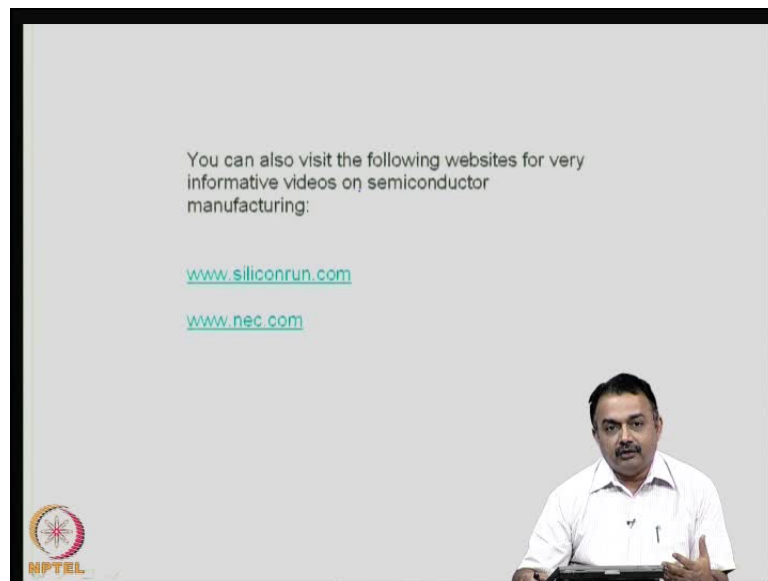 You can also visit the following websites for very
informative videos on semiconductor
manufacturing:
www.siliconrun.com
www.nec.com
NPTEL